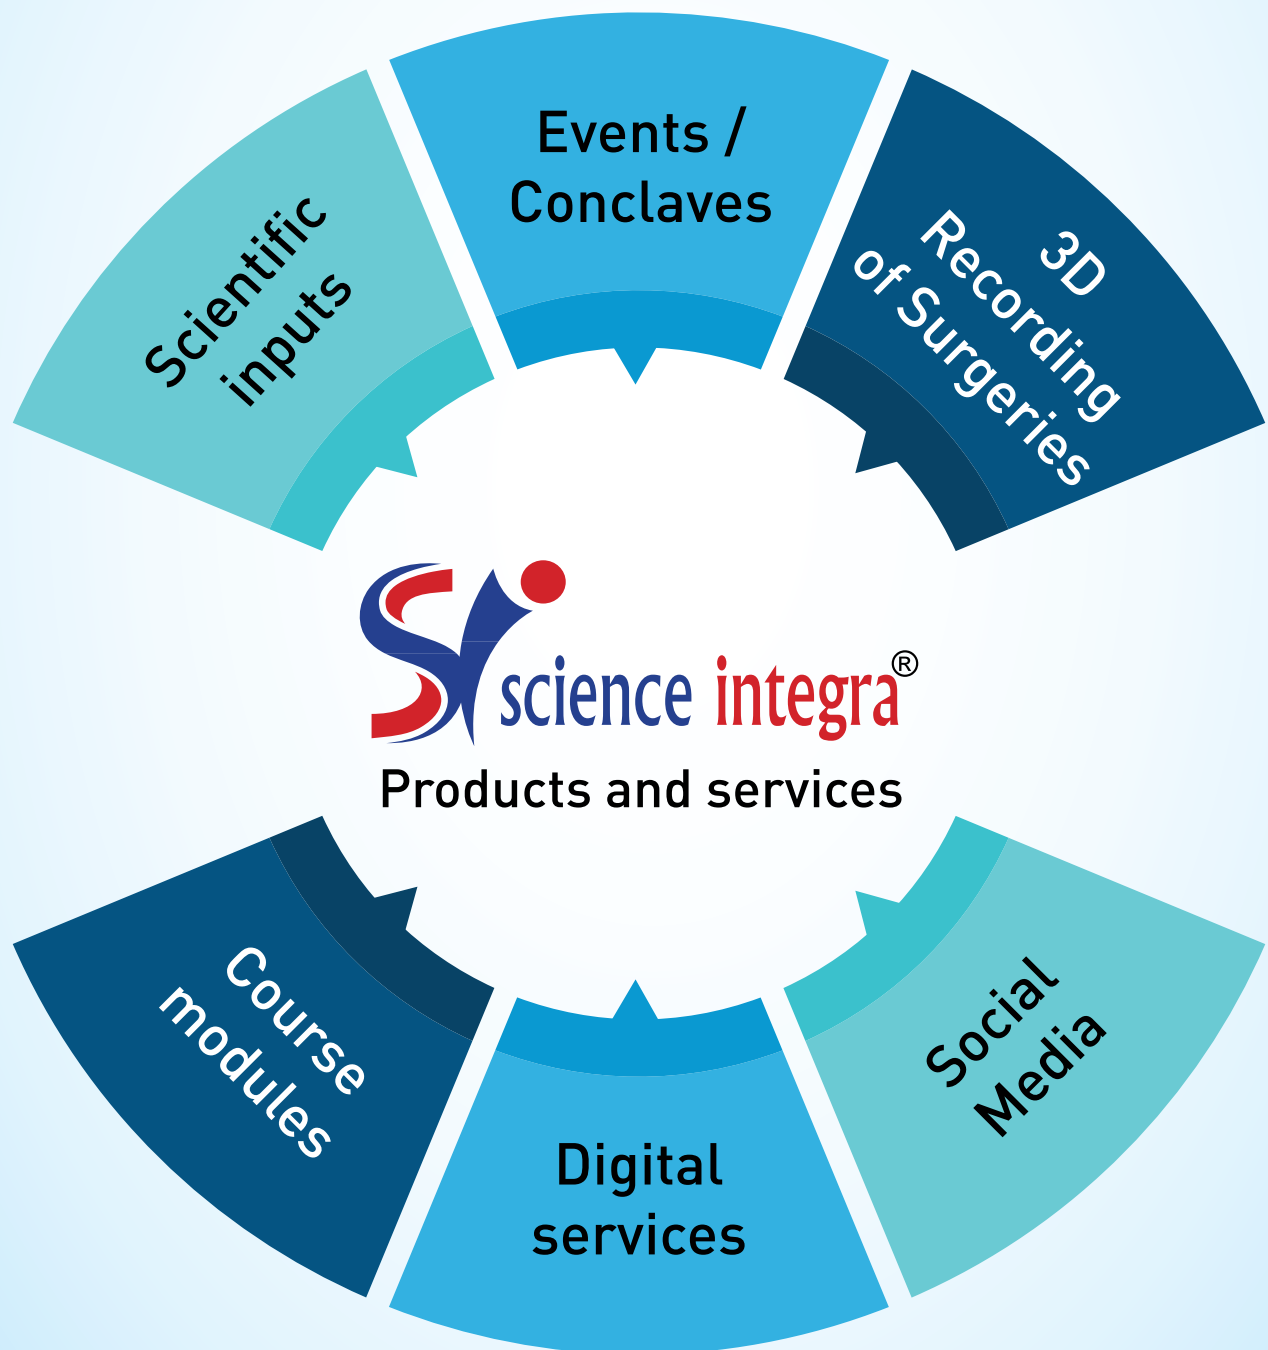 Events /
Conclaves
Scientific
inputs
3D
Recording
of Surgeries
science integra®
Products and services
Course
modules
Social
Media
Digital
services